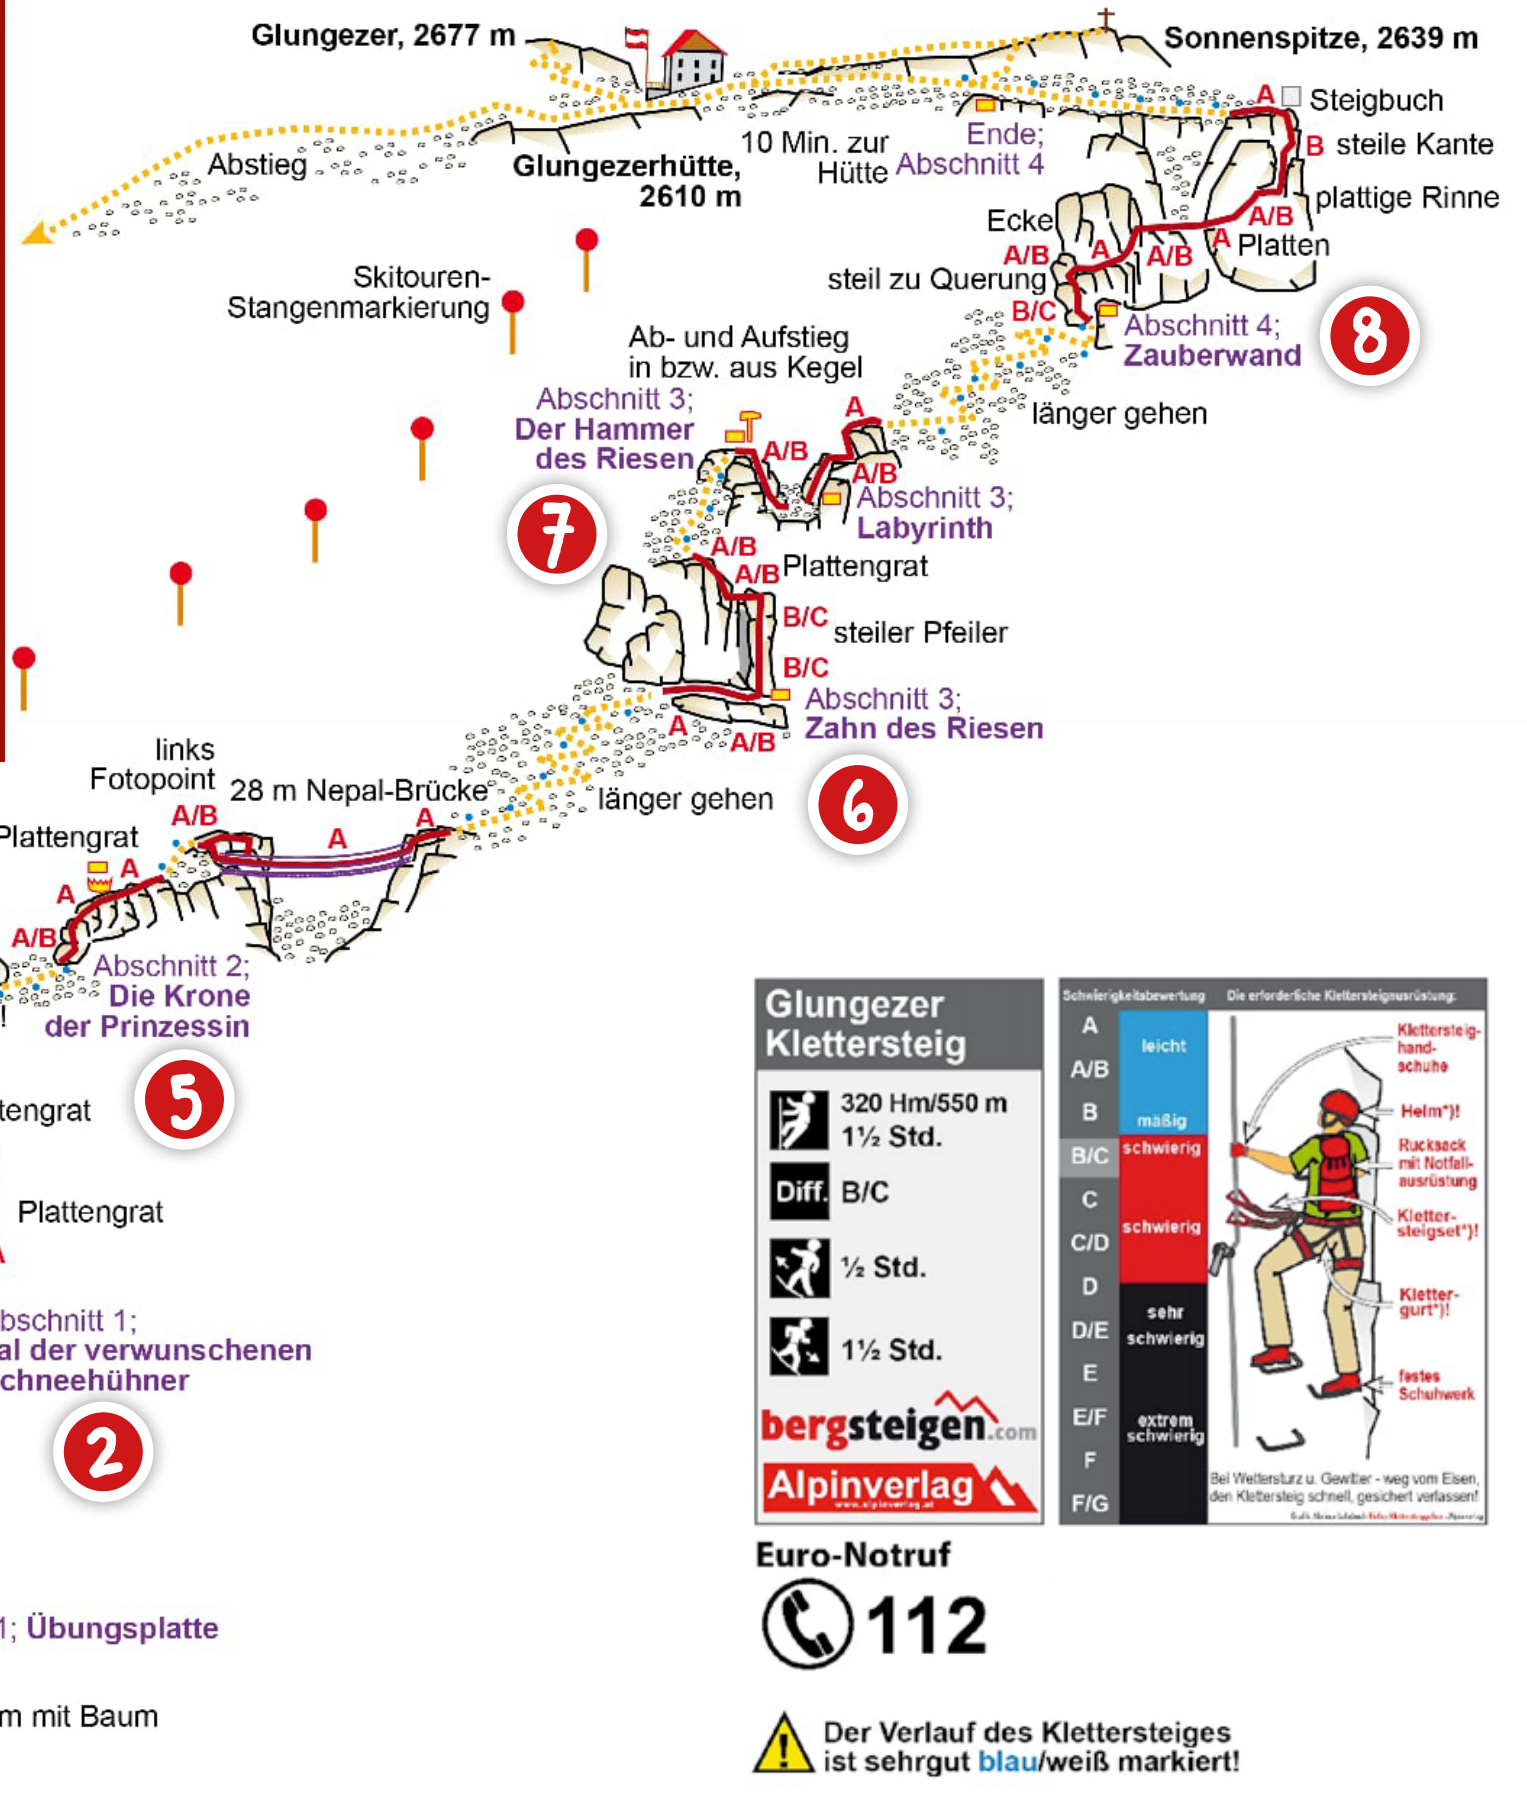 Glungezer, 2677 m
Sonnenspitze, 2639 m
A
Steigbuch
B
steile Kante
10 Min. zur
Hütte
Ende;
Abschnitt 4
Abstieg
Glungezerhütte,
2610 m
plattige Rinne
A/B
A
Platten
Ecke
A/B
A
A/B
steil zu Querung
B/C
Skitouren-
Stangenmarkierung
Abschnitt 4;
Zauberwand
8
Ab- und Aufstieg
in bzw. aus Kegel
länger gehen
Abschnitt 3;
Der Hammer
des Riesen
A
A/B
A/B
Abschnitt 3;
Labyrinth
7
A/B
A/B
Plattengrat
B/C
steiler Pfeiler
B/C
Abschnitt 3;
Zahn des Riesen
A
A/B
6
links
Fotopoint
28 m Nepal-Brücke
länger gehen
A/B
A
A
Plattengrat
A
A
A/B
Abschnitt 2;
Die Krone
der Prinzessin
!
5
tengrat
Plattengrat
bschnitt 1;
al der verwunschenen
chneehühner
2
1; Übungsplatte
m mit Baum
Glungezer
Klettersteig
320 Hm/550 m
1½ Std.
Diff. B/C
½ Std.
1½ Std.
bergsteigen.com
Alpinverlag
www.alpinverlag.at
Schwierigkeitsbewertung
Die erforderliche Klettersteigausrüstung:
A
leicht
A/B
B
mäßig
B/C
schwierig
C
schwierig
C/D
D
sehr
schwierig
D/E
E
E/F
extrem
schwierig
F
F/G
Klettersteig-
hand-
schuhe
Helm*)!
Rucksack
mit Notfall-
ausrüstung
Kletter-
steigset*)!
Kletter-
gurt*)!
festes
Schuhwerk
Bei Wettersturz u. Gewitter - weg vom Eisen,
den Klettersteig schnell, gesichert verlassen!
Euro-Notruf
112
Der Verlauf des Klettersteiges
ist sehrgut blau/weiß markiert!